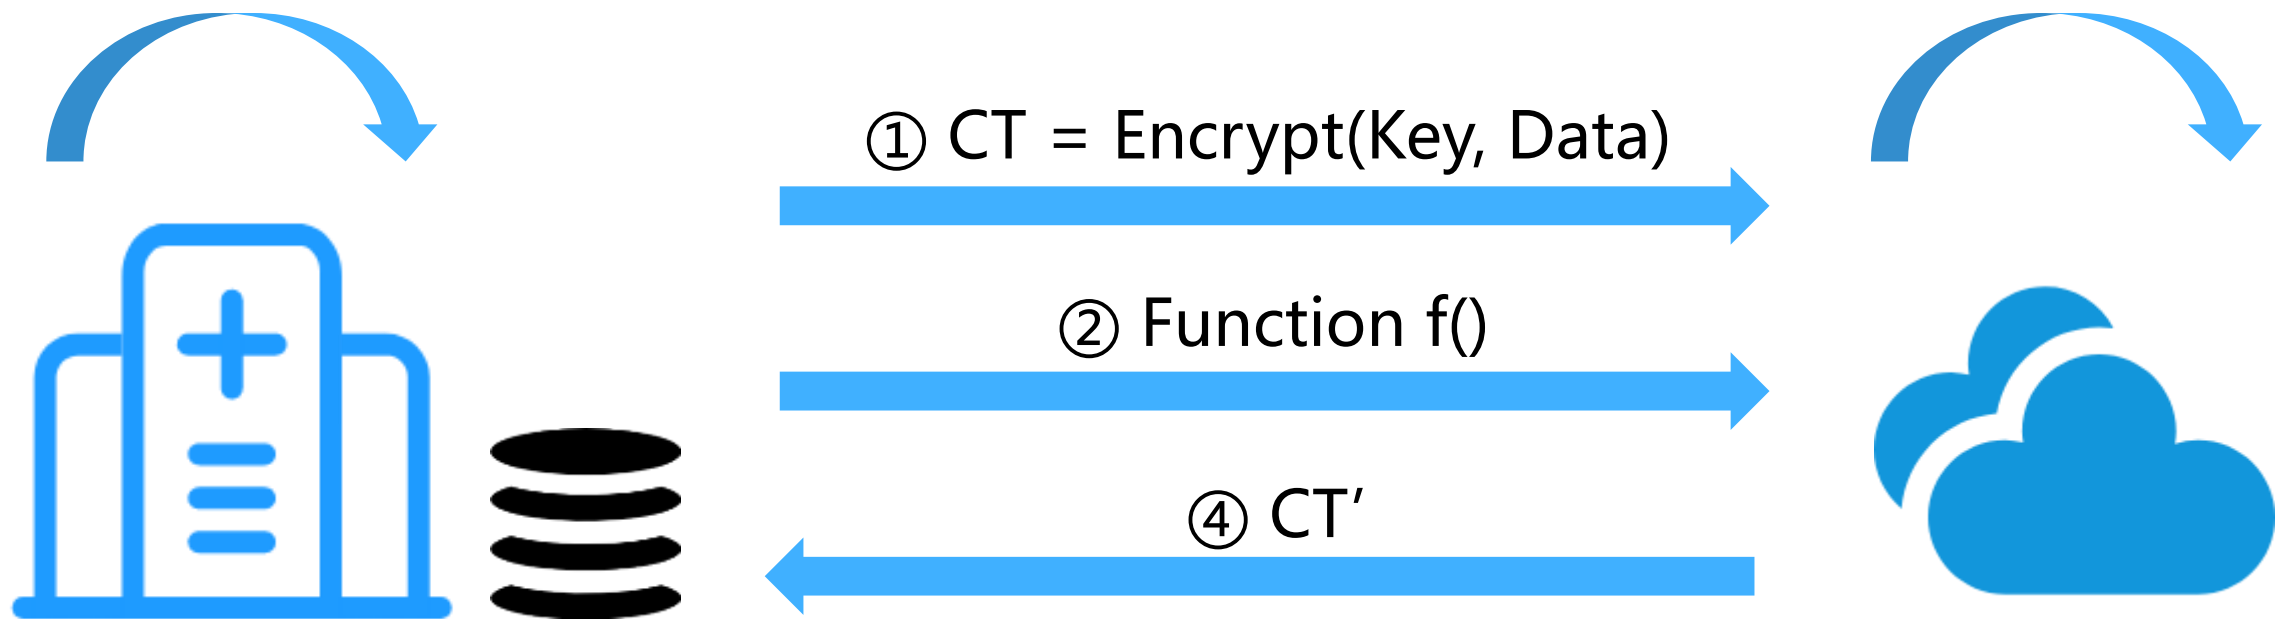 ① CT = Encrypt(Key, Data)
② Function f()
④ CT′